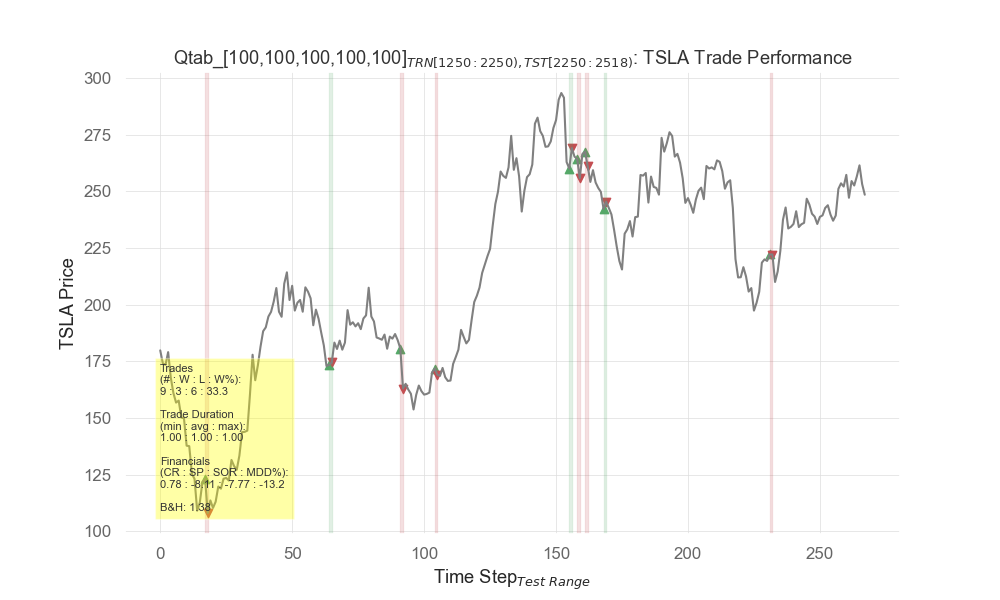 Qtab_[100,100,100,100,100]TRN[1250:2250),TST[2250:2518): TSLA Trade Performance
300
275
250
225
200
175
150
125
100
TSLA Price
Trades
(# : W : L : W%):
9 : 3 : 6 : 33.3
Trade Duration
(min : avg : max):
1.00 : 1.00 : 1.00
Financials
(CR : SP : SOR : MDD%):
0.78 : -8.11 : -7.77 : -13.2
B&H: 1.38
0 50 100 150 200 250
Time StepTest Range